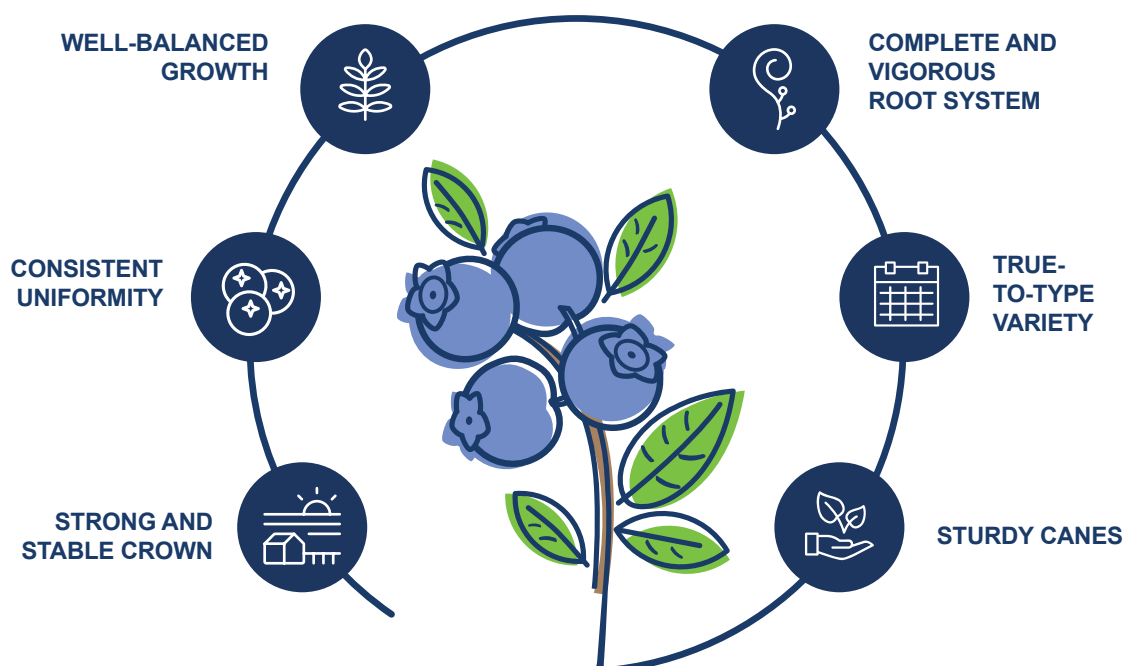 WELL-BALANCED
GROWTH
COMPLETE AND
VIGOROUS
ROOT SYSTEM
CONSISTENT
UNIFORMITY
TRUE-
TO-TYPE
VARIETY
STRONG AND
STABLE CROWN
STURDY CANES